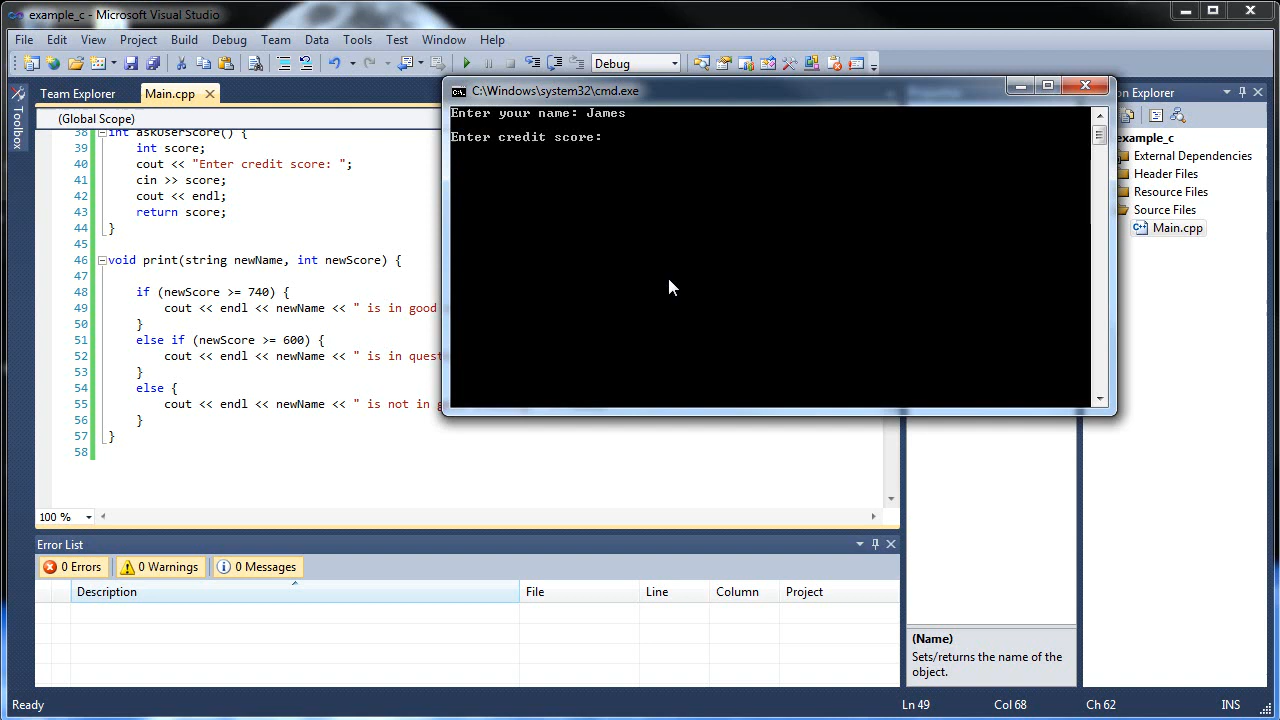 example_c - Microsoft Visual Studio
File Edit View Project Build Debug Team Data Tools Test Window Help
Debug
Team Explorer Main.cpp
(Global Scope)
Toolbox
38 int askUserScore() {
39 int score;
40 cout << "Enter credit score: ";
41 cin >> score;
42 cout << endl;
43 return score;
44 }
45
46 void print(string newName, int newScore) {
47
48 if (newScore >= 740) {
49 cout << endl << newName << " is in good
50 }
51 else if (newScore >= 600) {
52 cout << endl << newName << " is in quest
53 }
54 else {
55 cout << endl << newName << " is not in g
56 }
57 }
58
100 %
C:\Windows\system32\cmd.exe
Enter your name: James
Enter credit score:
on Explorer
example_c
External Dependencies
Header Files
Resource Files
Source Files
Main.cpp
Error List
0 Errors 0 Warnings 0 Messages
Description File Line Column Project
(Name)
Sets/returns the name of the
object.
Ready Ln 49 Col 68 Ch 62 INS